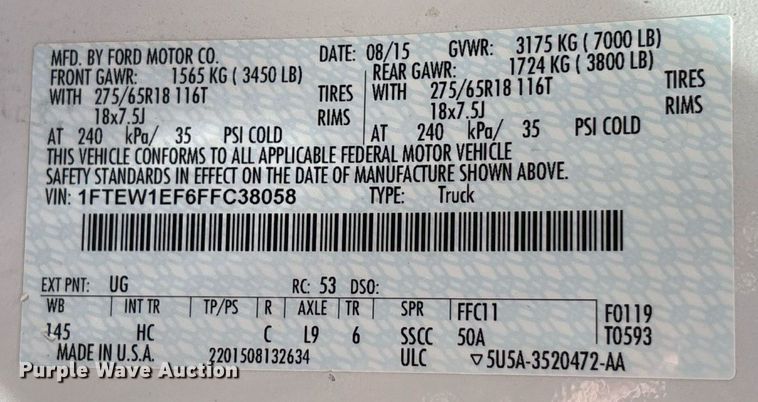 MFD. BY FORD MOTOR CO. DATE: 08/15 GVWR: 3175 KG ( 7000 LB)
FRONT GAWR: 1565 KG ( 3450 LB) REAR GAWR: 1724 KG ( 3800 LB)
WITH 275/65R18 116T TIRES WITH 275/65R18 116T TIRES
18x7.5J RIMS 18x7.5J RIMS
AT 240 kPa/ 35 PSI COLD AT 240 kPa/ 35 PSI COLD
THIS VEHICLE CONFORMS TO ALL APPLICABLE FEDERAL MOTOR VEHICLE
SAFETY STANDARDS IN EFFECT ON THE DATE OF MANUFACTURE SHOWN ABOVE.
VIN: 1FTEW1EF6FFC38058 TYPE: Truck
EXT PNT: UG RC: 53 DSO:
WB INT TR TP/PS R AXLE TR SPR FFC11 F0119
145 HC C L9 6 SSCC 50A T0593
MADE IN U.S.A. 2201508132634 ULC ▽5U5A-3520472-AA
Purple Wave Auction